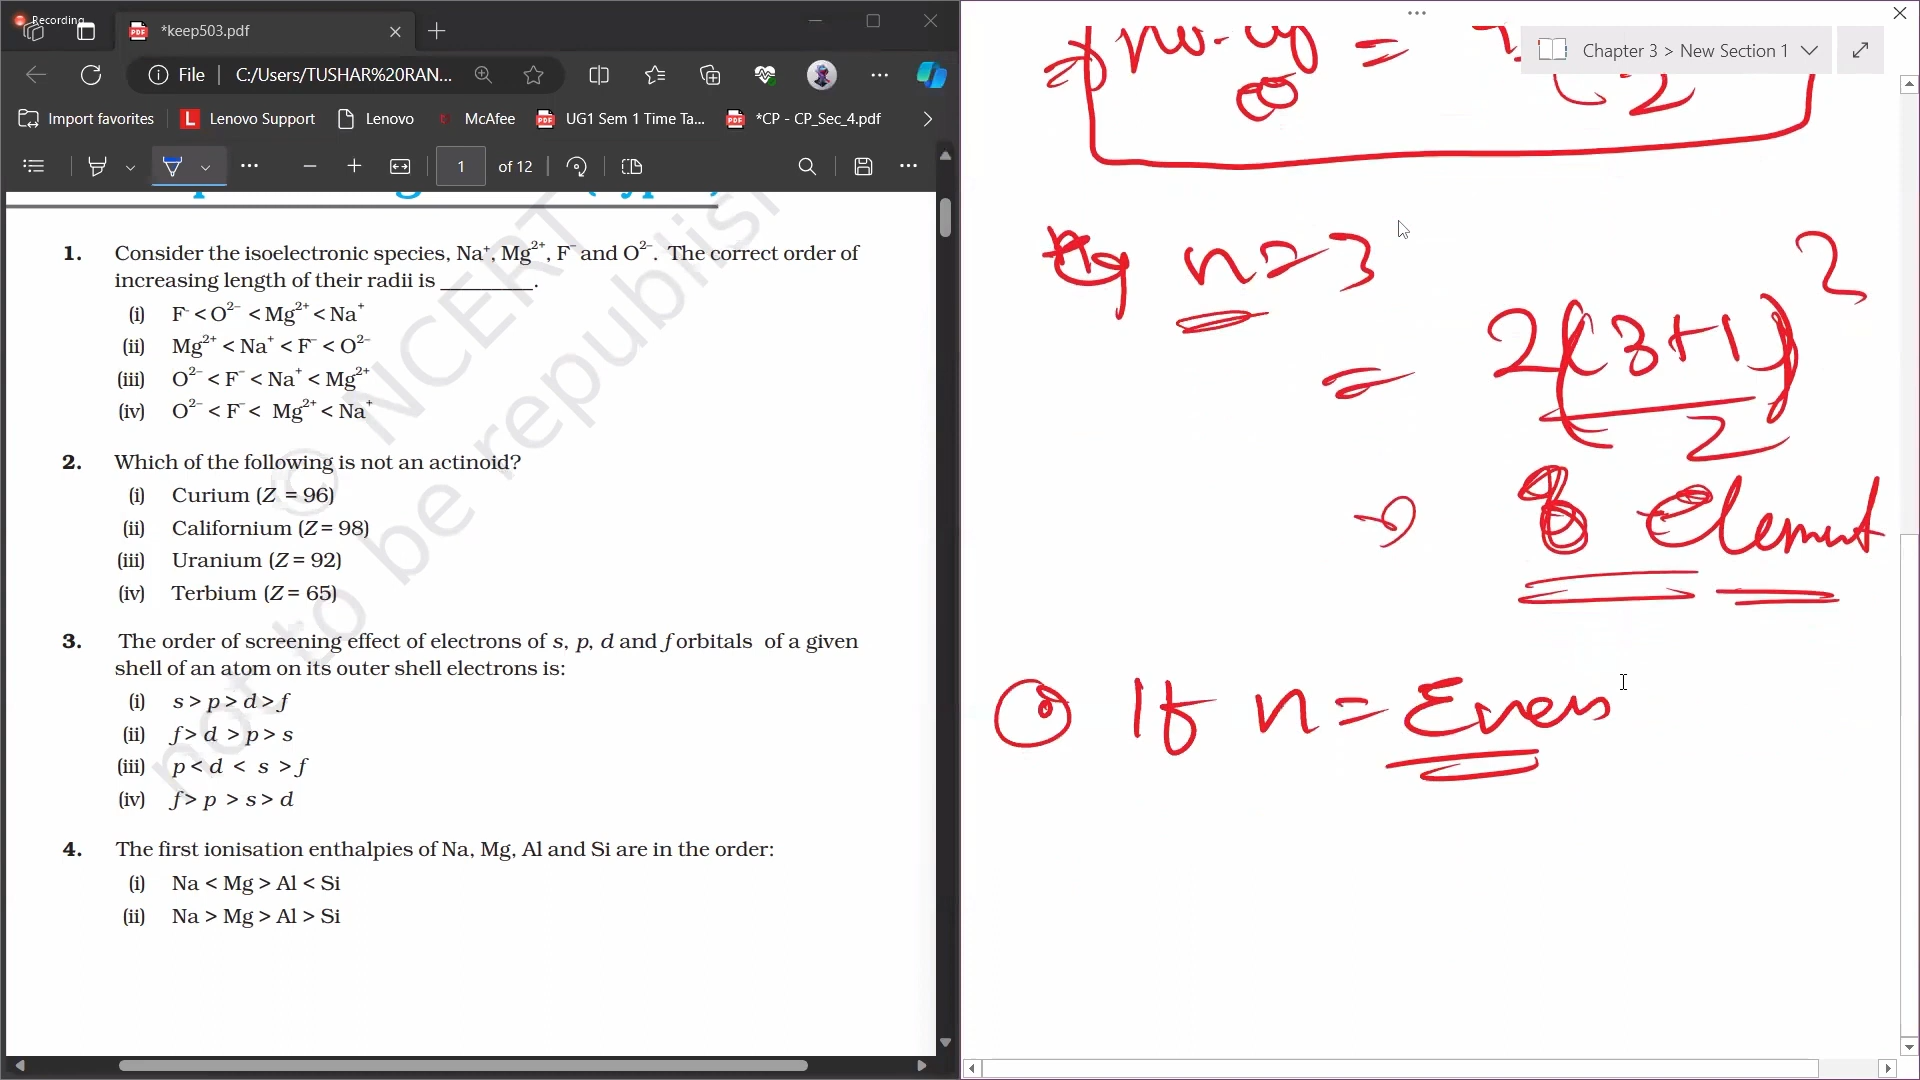 Recording
*keep503.pdf
File
C:/Users/TUSHAR%20RAN...
Import favorites
Lenovo Support
Lenovo
McAfee
UG1 Sem 1 Time Ta...
*CP - CP_Sec_4.pdf
1 of 12
1. Consider the isoelectronic species, Na⁺, Mg²⁺, F⁻ and O²⁻. The correct order of
increasing length of their radii is ________.
(i) F⁻ < O²⁻ < Mg²⁺ < Na⁺
(ii) Mg²⁺ < Na⁺ < F⁻ < O²⁻
(iii) O²⁻ < F⁻ < Na⁺ < Mg²⁺
(iv) O²⁻ < F⁻ < Mg²⁺ < Na⁺
2. Which of the following is not an actinoid?
(i) Curium (Z = 96)
(ii) Californium (Z = 98)
(iii) Uranium (Z = 92)
(iv) Terbium (Z = 65)
3. The order of screening effect of electrons of s, p, d and f orbitals of a given
shell of an atom on its outer shell electrons is:
(i) s > p > d > f
(ii) f > d > p > s
(iii) p < d < s > f
(iv) f > p > s > d
4. The first ionisation enthalpies of Na, Mg, Al and Si are in the order:
(i) Na < Mg > Al < Si
(ii) Na > Mg > Al > Si
© NCERT
not to be republis
Chapter 3 > New Section 1
no. of =
2
Eg n = 3
= 2((3+1)/2)²
⇒ 8 element
If n = Even